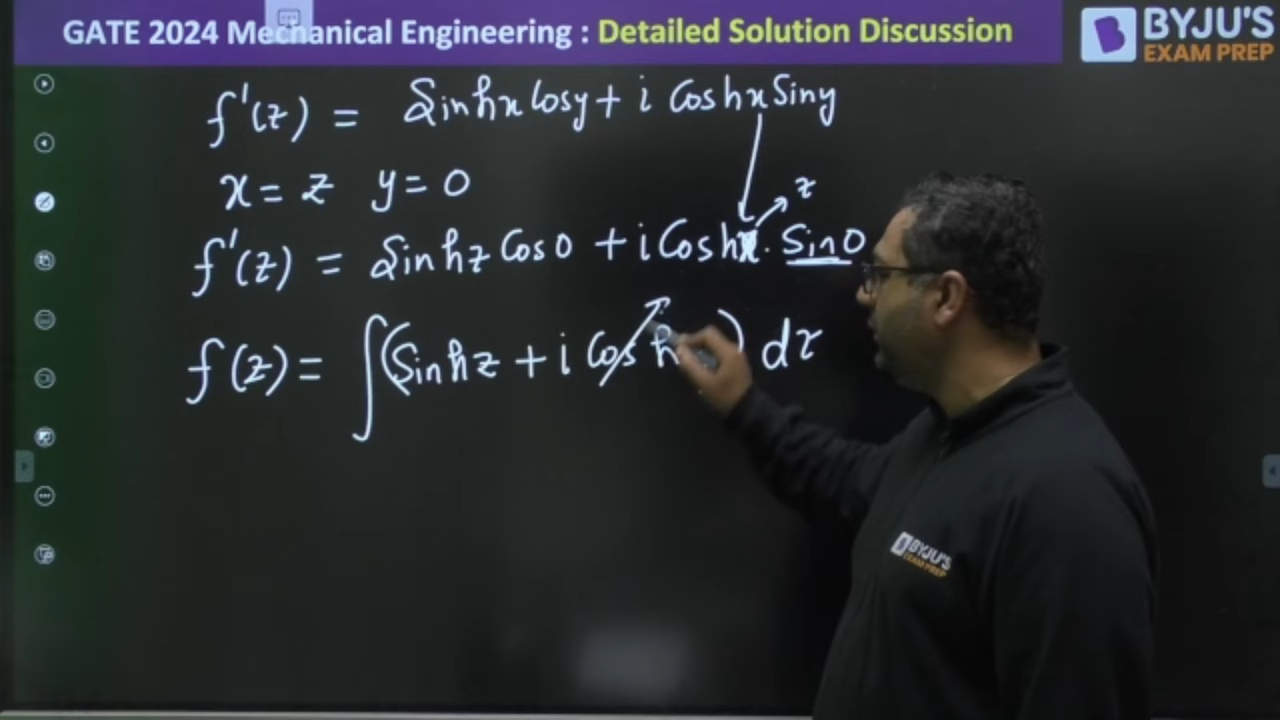 GATE 2024 Mechanical Engineering : Detailed Solution Discussion
BYJU'S
EXAM PREP
f'(z) = Sinhx Cosy + i Coshx Siny
x = z y = 0
z
f'(z) = Sinhz Cos0 + i Coshx . Sin0
f(z) = ∫(Sinhz + i Cosh ) dz
BYJU'S
EXAM PREP